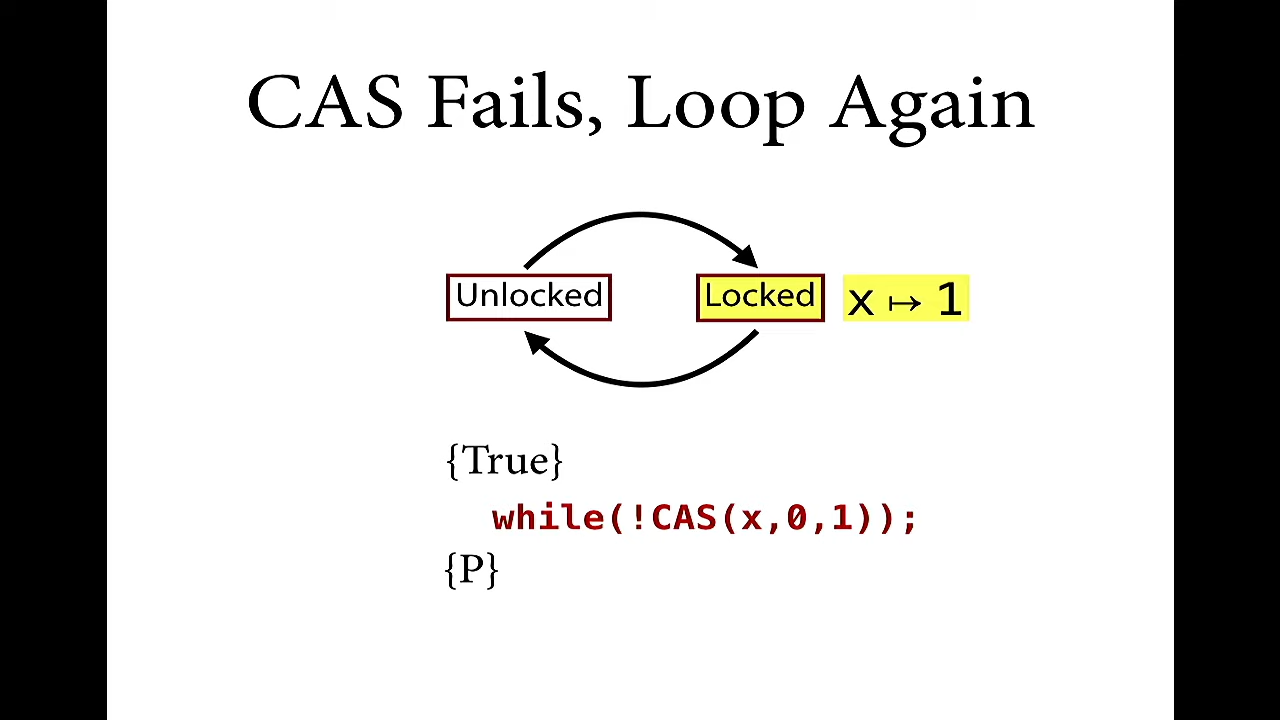 CAS Fails, Loop Again
Unlocked
Locked
x ↦ 1
{True}
while(!CAS(x,0,1));
{P}